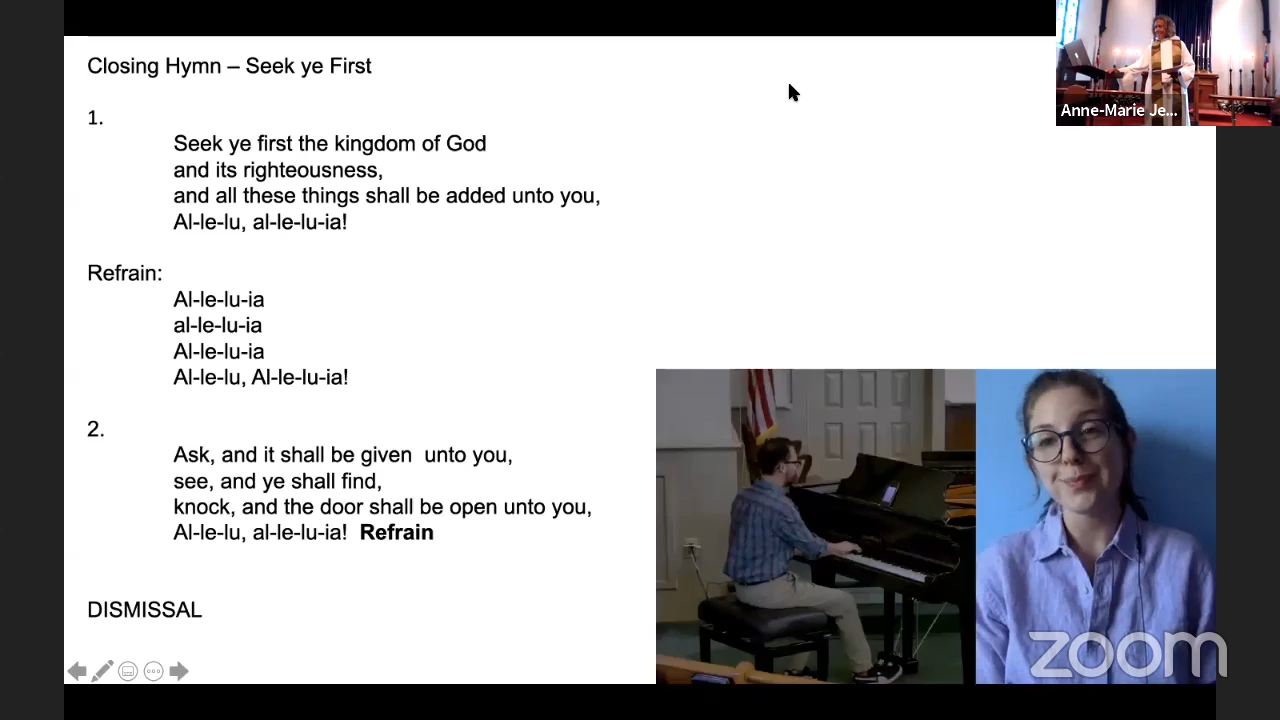 Closing Hymn – Seek ye First
1.
Seek ye first the kingdom of God
and its righteousness,
and all these things shall be added unto you,
Al-le-lu, al-le-lu-ia!
Refrain:
Al-le-lu-ia
al-le-lu-ia
Al-le-lu-ia
Al-le-lu, Al-le-lu-ia!
2.
Ask, and it shall be given  unto you,
see, and ye shall find,
knock, and the door shall be open unto you,
Al-le-lu, al-le-lu-ia!  Refrain
DISMISSAL
Anne-Marie Je...
zoom